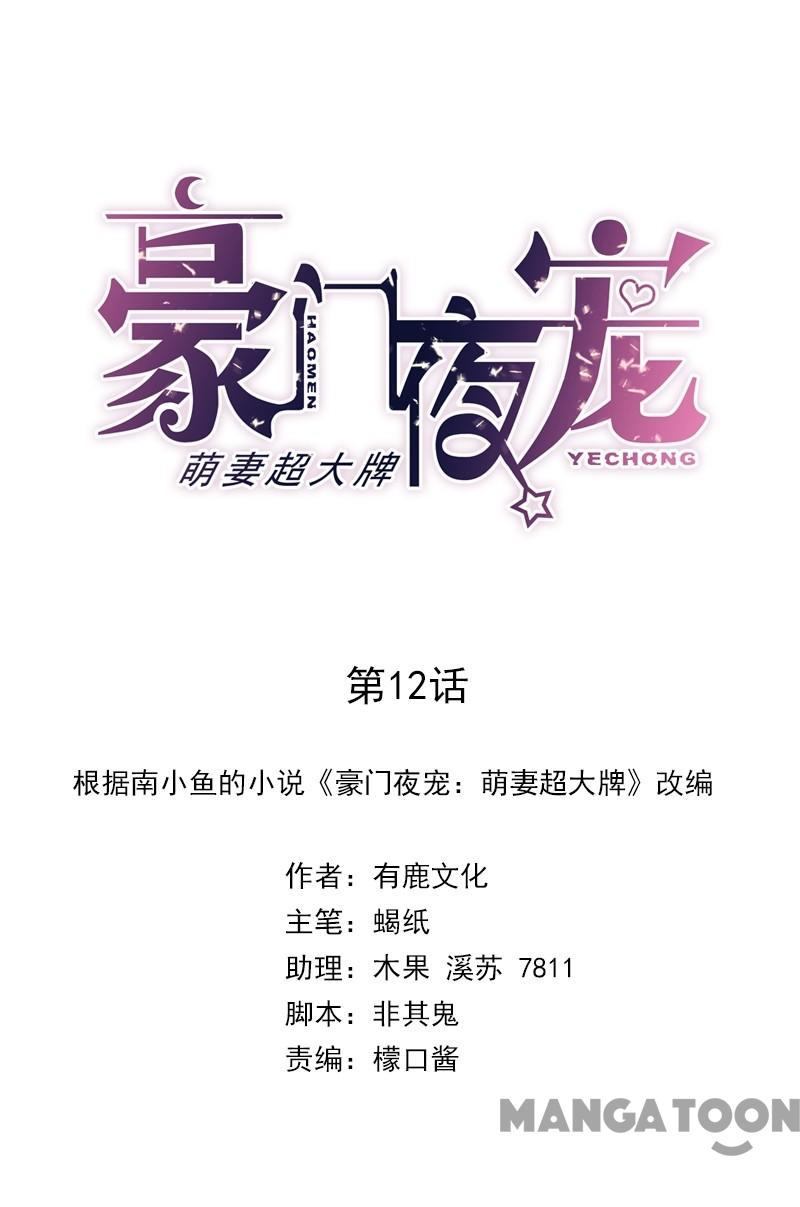 豪门夜宠
HAOMEN
YECHONG
萌妻超大牌
第12话
根据南小鱼的小说《豪门夜宠：萌妻超大牌》改编
作者：有鹿文化
主笔：蝎纸
助理：木果 溪苏 7811
脚本：非其鬼
责编：檬口酱
MANGATOON